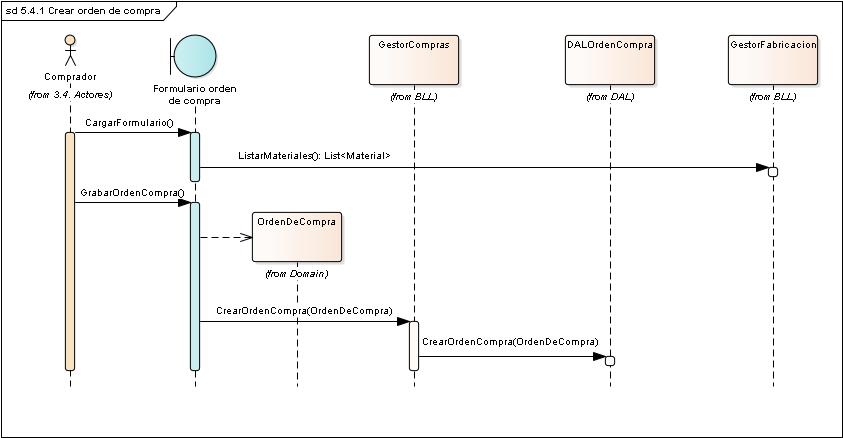 sd 5.4.1 Crear orden de compra
Comprador
(from 3.4. Actores)
Formulario orden
de compra
GestorCompras
(from BLL)
DALOrdenCompra
(from DAL)
GestorFabricacion
(from BLL)
CargarFormulario()
ListarMateriales(): List<Material>
GrabarOrdenCompra()
OrdenDeCompra
(from Domain)
CrearOrdenCompra(OrdenDeCompra)
CrearOrdenCompra(OrdenDeCompra)